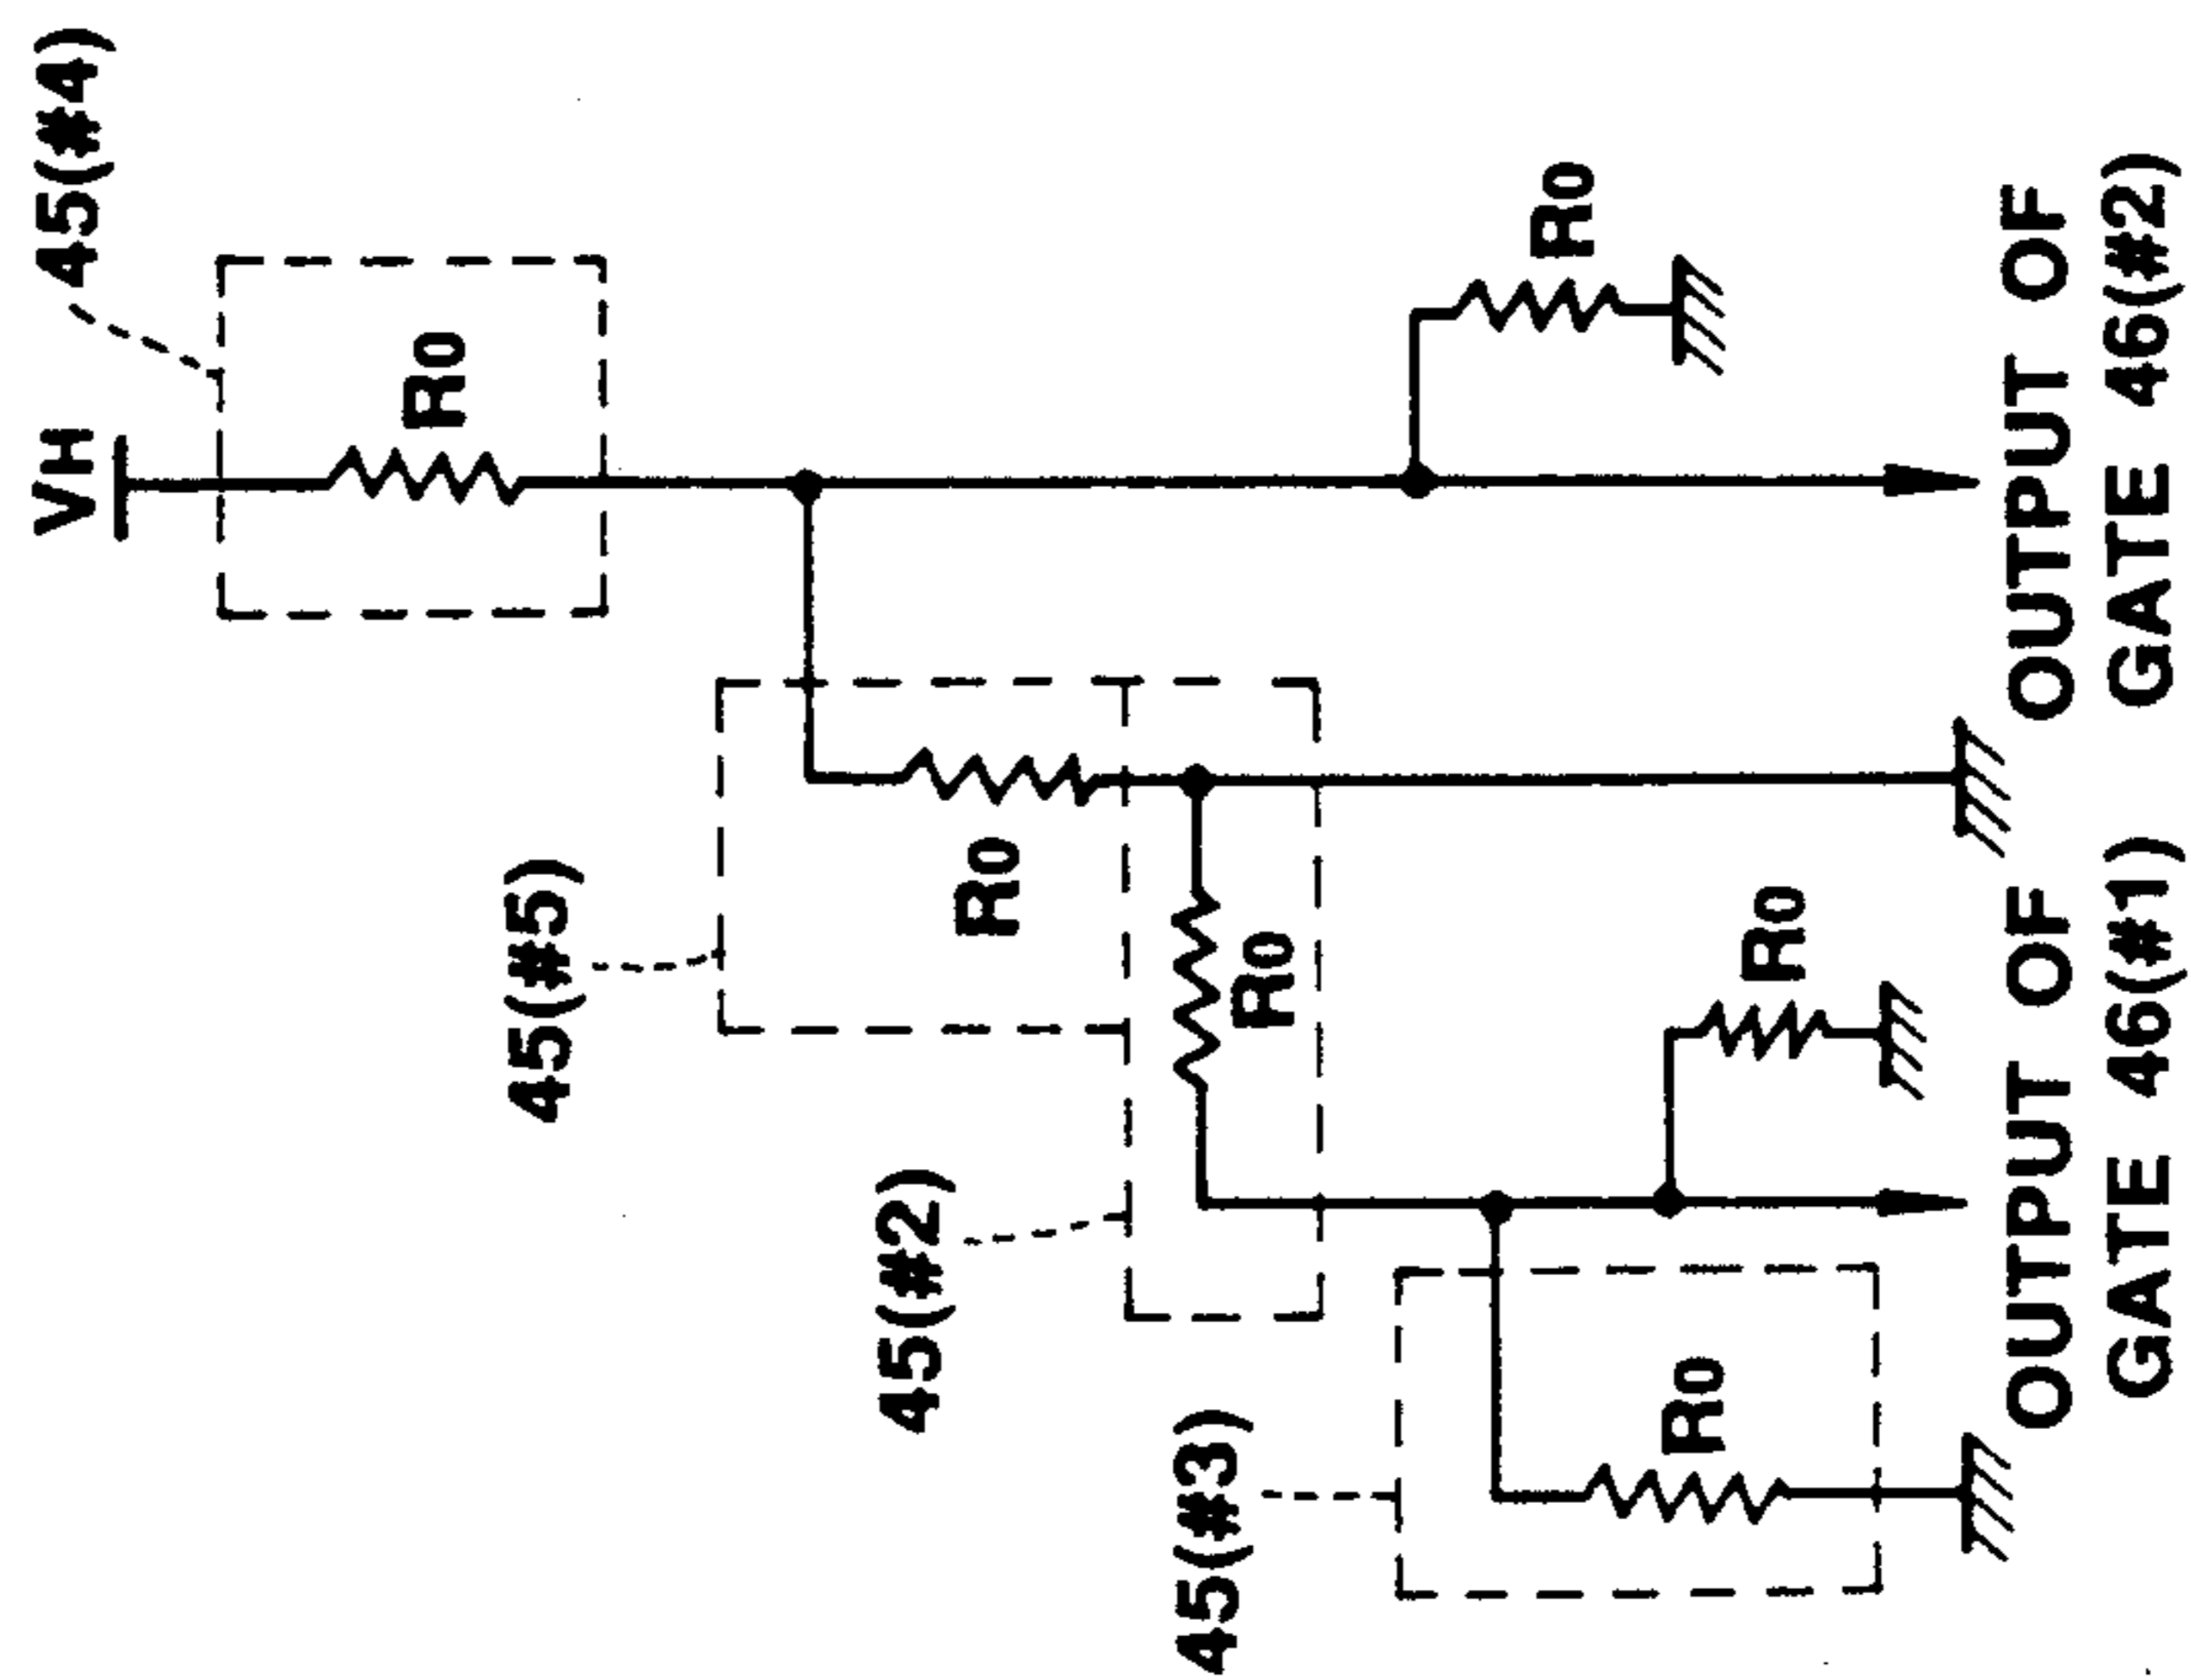 45(#4)
VH
R0
R0
45(#5)
R0
R0
45(#2)
R0
45(#3)
R0
OUTPUT OF
GATE 46(#1)
OUTPUT OF
GATE 46(#2)